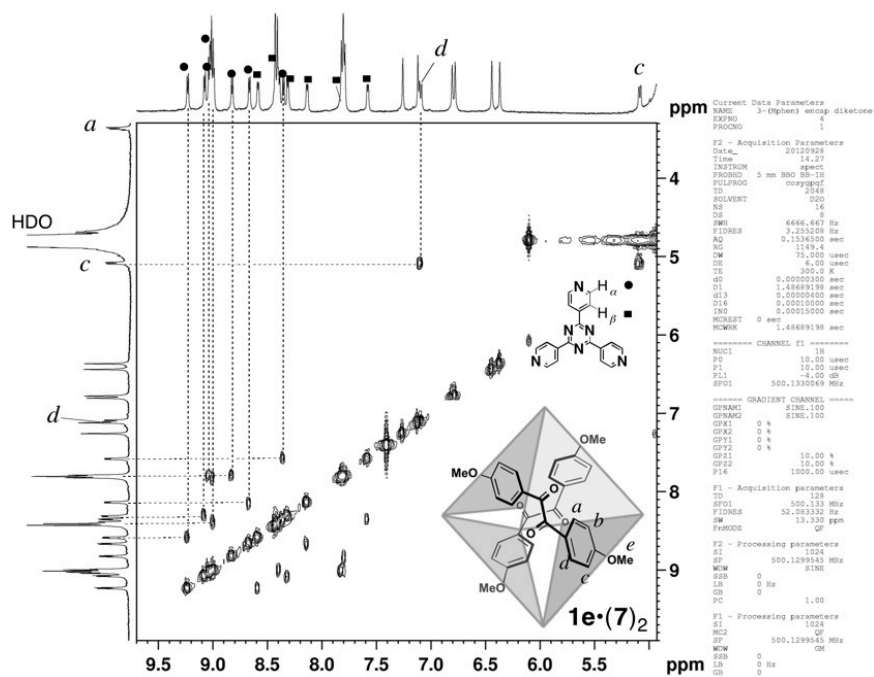 a
d
c
ppm
a
HDO
c
d
4
5
6
7
8
9
9.5 9.0 8.5 8.0 7.5 7.0 6.5 6.0 5.5 5.0
ppm
N
H α ●
H β ■
N
N N
N
N N
OMe
MeO
O
O
O
O
a
b
e
OMe
d
c
MeO
1e•(7)2
Current Data Parameters
NAME 3-(Mphen) encap diketone
EXPNO 4
PROCNO 1
F2 - Acquisition Parameters
Date_ 20120928
Time 14.27
INSTRUM spect
PROBHD 5 mm BBO BB-1H
PULPROG cosygpqf
TD 2048
SOLVENT D2O
NS 16
DS 8
SWH 6666.667 Hz
FIDRES 3.255208 Hz
AQ 0.1536500 sec
RG 1149.4
DW 75.000 usec
DE 6.00 usec
TE 300.0 K
d0 0.00000300 sec
D1 1.48689198 sec
d13 0.00000400 sec
D16 0.00010000 sec
IN0 0.00015000 sec
MCREST 0 sec
MCWRK 1.48689198 sec
======== CHANNEL f1 ========
NUC1 1H
P0 10.00 usec
P1 10.00 usec
PL1 -4.00 dB
SFO1 500.1330069 MHz
====== GRADIENT CHANNEL =====
GPNAM1 SINE.100
GPNAM2 SINE.100
GPX1 0 %
GPX2 0 %
GPY1 0 %
GPY2 0 %
GPZ1 10.00 %
GPZ2 10.00 %
P16 1000.00 usec
F1 - Acquisition parameters
TD 128
SFO1 500.133 MHz
FIDRES 52.083332 Hz
SW 13.330 ppm
FnMODE QF
F2 - Processing parameters
SI 1024
SF 500.1299545 MHz
WDW SINE
SSB 0
LB 0 Hz
GB 0
PC 1.00
F1 - Processing parameters
SI 1024
MC2 QF
SF 500.1299545 MHz
WDW GM
SSB 0
LB 0 Hz
GB 0